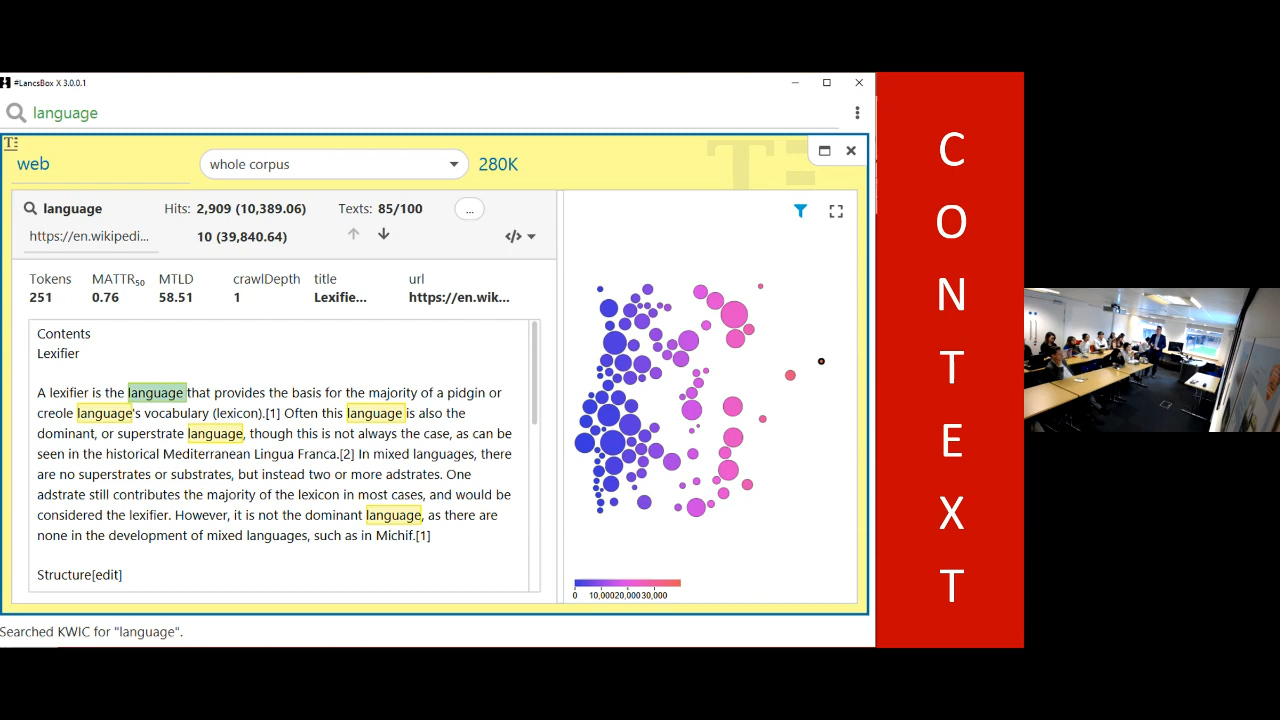 #LancsBox X 3.0.0.1
language
web
whole corpus
280K
language
Hits: 2,909 (10,389.06)
Texts: 85/100
...
https://en.wikipedi...
10 (39,840.64)
Tokens MATTR50 MTLD crawlDepth title url
251 0.76 58.51 1 Lexifie... https://en.wik...
Contents
Lexifier
A lexifier is the language that provides the basis for the majority of a pidgin or
creole language's vocabulary (lexicon).[1] Often this language is also the
dominant, or superstrate language, though this is not always the case, as can be
seen in the historical Mediterranean Lingua Franca.[2] In mixed languages, there
are no superstrates or substrates, but instead two or more adstrates. One
adstrate still contributes the majority of the lexicon in most cases, and would be
considered the lexifier. However, it is not the dominant language, as there are
none in the development of mixed languages, such as in Michif.[1]
Structure[edit]
0 10,000 20,000 30,000
Searched KWIC for "language".
C
O
N
T
E
X
T